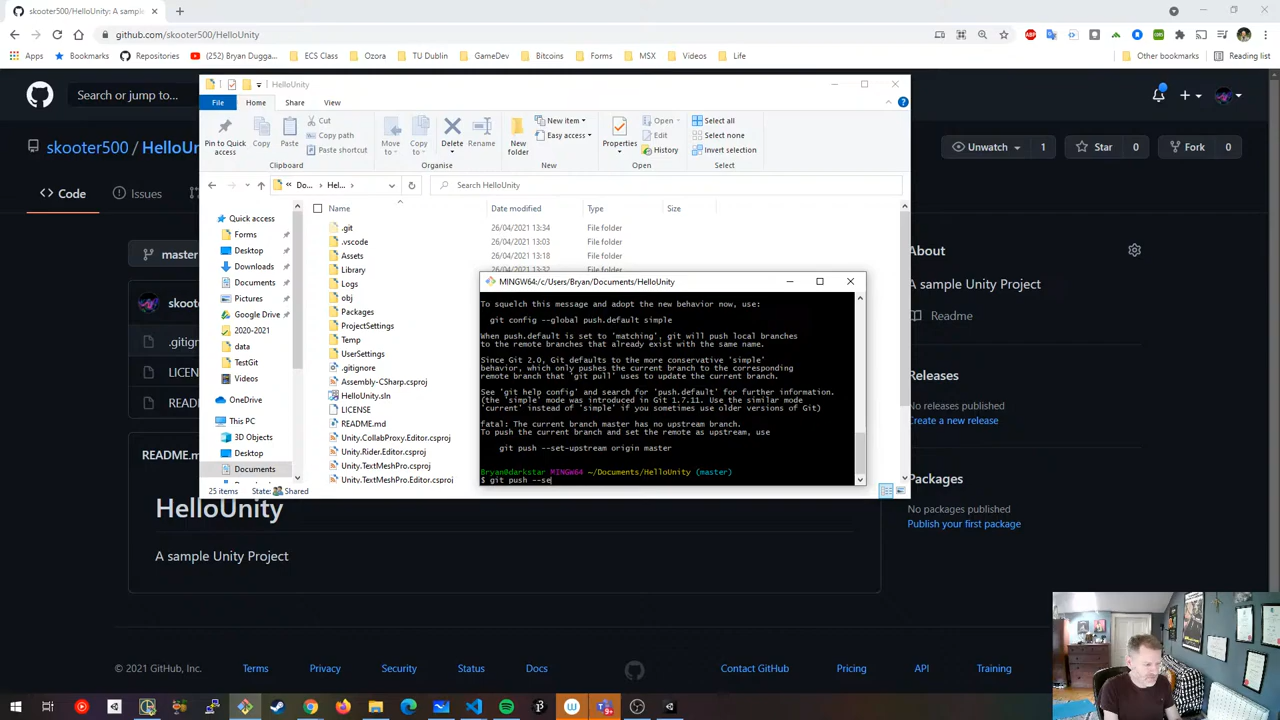 skooter500/HelloUnity: A sampl
github.com/skooter500/HelloUnity
Apps
Bookmarks
Repositories
(752) Bryan Dugga...
ECS Class
Ozora
TU Dublin
GameDev
Bitcoins
Forms
MSX
Videos
Life
Other bookmarks
Reading list
Search or jump to...
skooter500 / HelloUn
Unwatch
1
Star
0
Fork
0
Code
Issues
HelloUnity
File
Home
Share
View
Pin to Quick access
Copy
Paste
Cut
Copy path
Paste shortcut
Clipboard
Move to
Copy to
Delete
Rename
Organise
New folder
New item
Easy access
New
Properties
Open
Edit
History
Open
Select all
Select none
Invert selection
Select
Do...
Hel...
Search HelloUnity
Name
Date modified
Type
Size
Quick access
Forms
Desktop
Downloads
Documents
Pictures
Google Drive
2020-2021
data
TestGit
Videos
OneDrive
This PC
3D Objects
Desktop
Documents
.git 26/04/2021 13:34 File folder
.vscode 26/04/2021 13:03 File folder
Assets 26/04/2021 13:18 File folder
Library 26/04/2021 13:32 File folder
Logs
obj
Packages
ProjectSettings
Temp
UserSettings
.gitignore
Assembly-CSharp.csproj
HelloUnity.sln
LICENSE
README.md
Unity.CollabProxy.Editor.csproj
Unity.Rider.Editor.csproj
Unity.TextMeshPro.csproj
Unity.TextMeshPro.Editor.csproj
25 items
State:
Shared
MINGW64:/c/Users/Bryan/Documents/HelloUnity
To squelch this message and adopt the new behavior now, use:
git config --global push.default simple
When push.default is set to 'matching', git will push local branches
to the remote branches that already exist with the same name.
Since Git 2.0, Git defaults to the more conservative 'simple'
behavior, which only pushes the current branch to the corresponding
remote branch that 'git pull' uses to update the current branch.
See 'git help config' and search for 'push.default' for further information.
(the 'simple' mode was introduced in Git 1.7.11. Use the similar mode
'current' instead of 'simple' if you sometimes use older versions of Git)
fatal: The current branch master has no upstream branch.
To push the current branch and set the remote as upstream, use
git push --set-upstream origin master
Bryan@darkstar MINGW64 ~/Documents/HelloUnity (master)
$ git push --se
master
skoo
.gitign
LICEN
READ
README.m
HelloUnity
A sample Unity Project
About
A sample Unity Project
Readme
Releases
No releases published
Create a new release
Packages
No packages published
Publish your first package
© 2021 GitHub, Inc.
Terms
Privacy
Security
Status
Docs
Contact GitHub
Pricing
API
Training